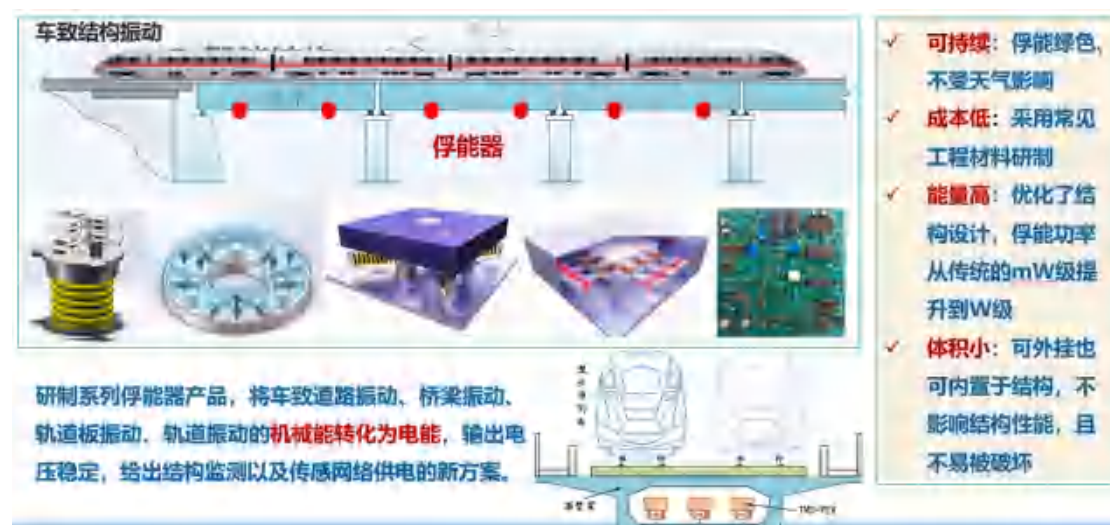 车致结构振动
俘能器
研制系列俘能器产品，将车致道路振动、桥梁振动、
轨道板振动、轨道振动的机械能转化为电能，输出电
压稳定，给出结构监测以及传感网络供电的新方案。
✓ 可持续：俘能绿色，
不受天气影响
✓ 成本低：采用常见
工程材料研制
✓ 能量高：优化了结
构设计，俘能功率
从传统的mW级提
升到W级
✓ 体积小：可外挂也
可内置于结构，不
影响结构性能，且
不易被破坏